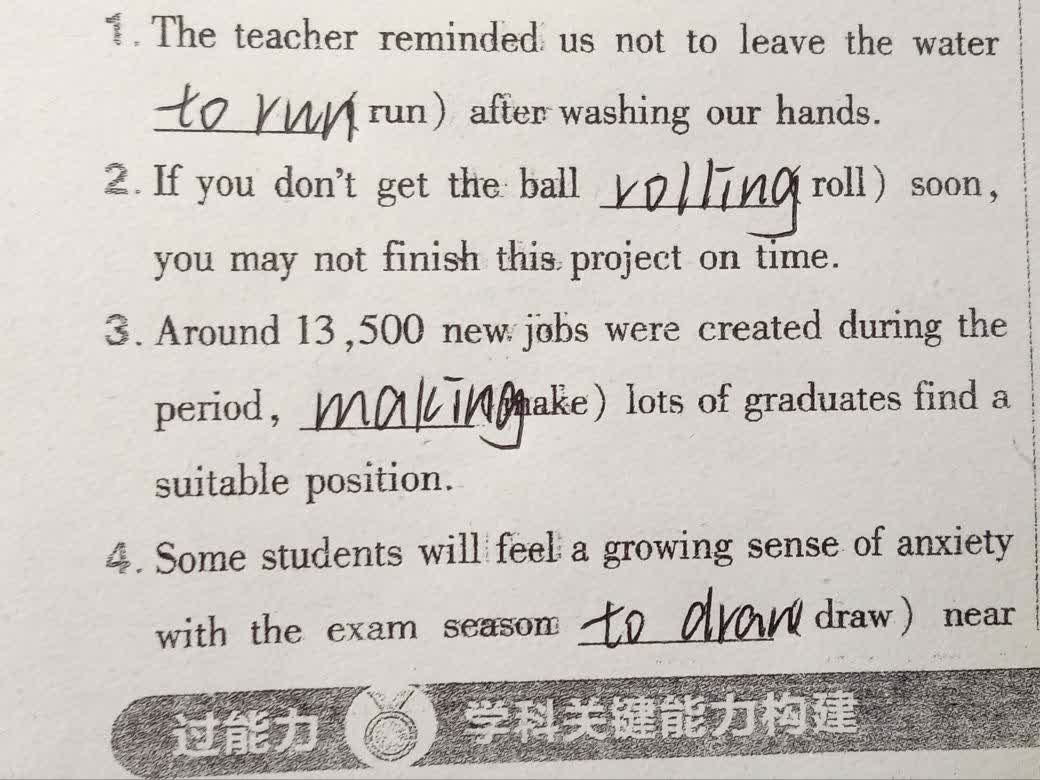 1. The teacher reminded us not to leave the water
to run (run) after washing our hands.
2. If you don't get the ball rolling (roll) soon,
you may not finish this project on time.
3. Around 13,500 new jobs were created during the
period, making (make) lots of graduates find a
suitable position.
4. Some students will feel a growing sense of anxiety
with the exam season to draw (draw) near
过能力 学科关键能力构建